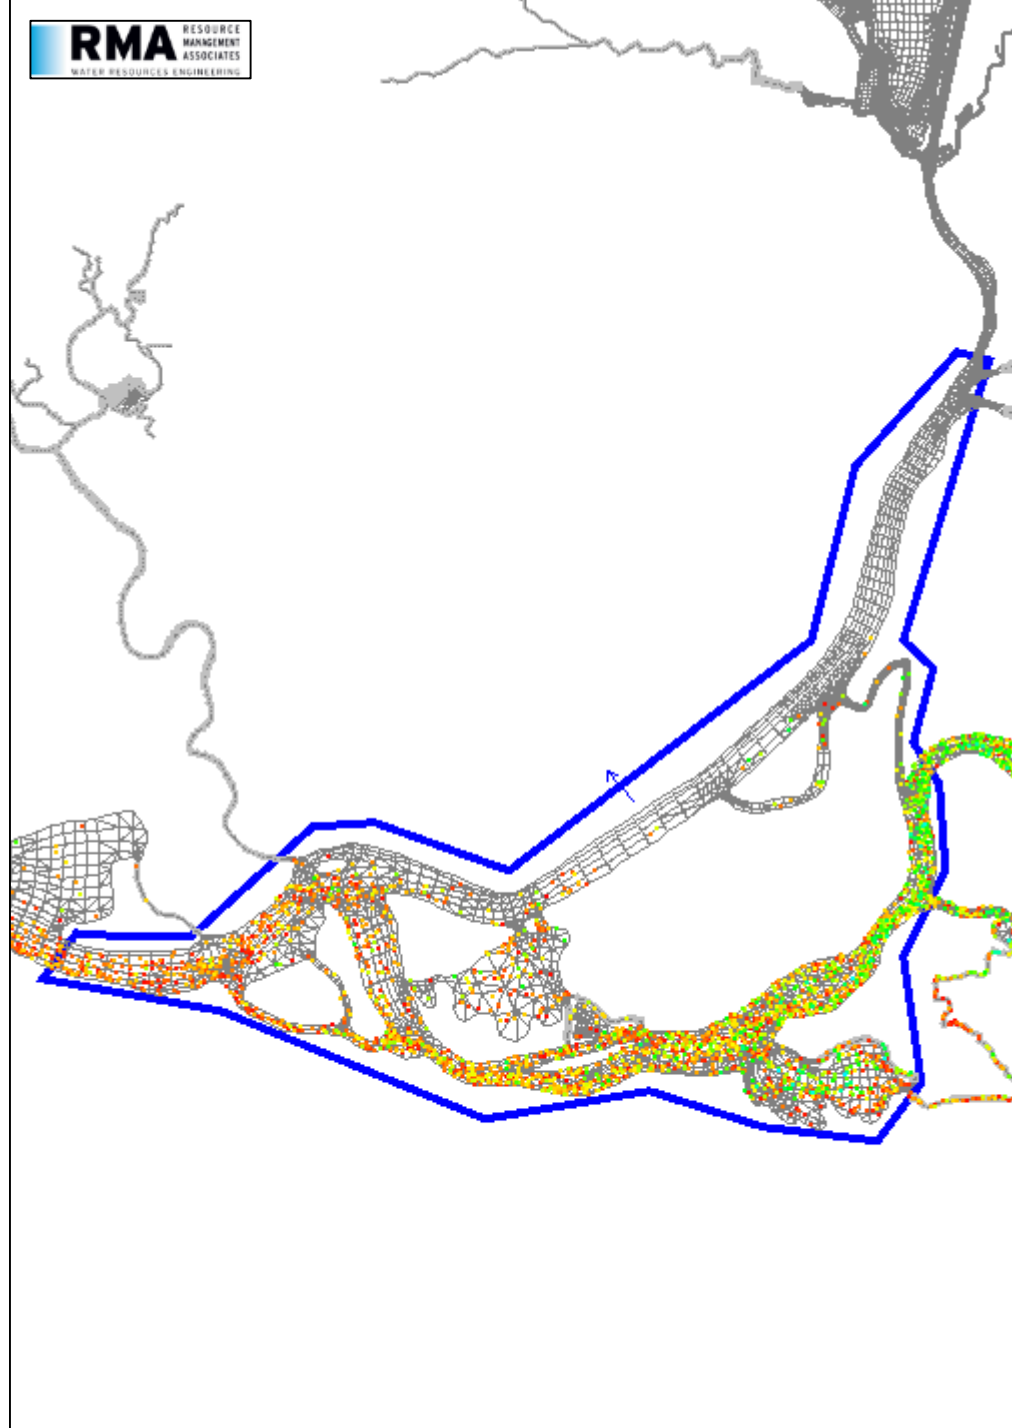 RMA
RESOURCE
MANAGEMENT
ASSOCIATES
WATER RESOURCES ENGINEERING